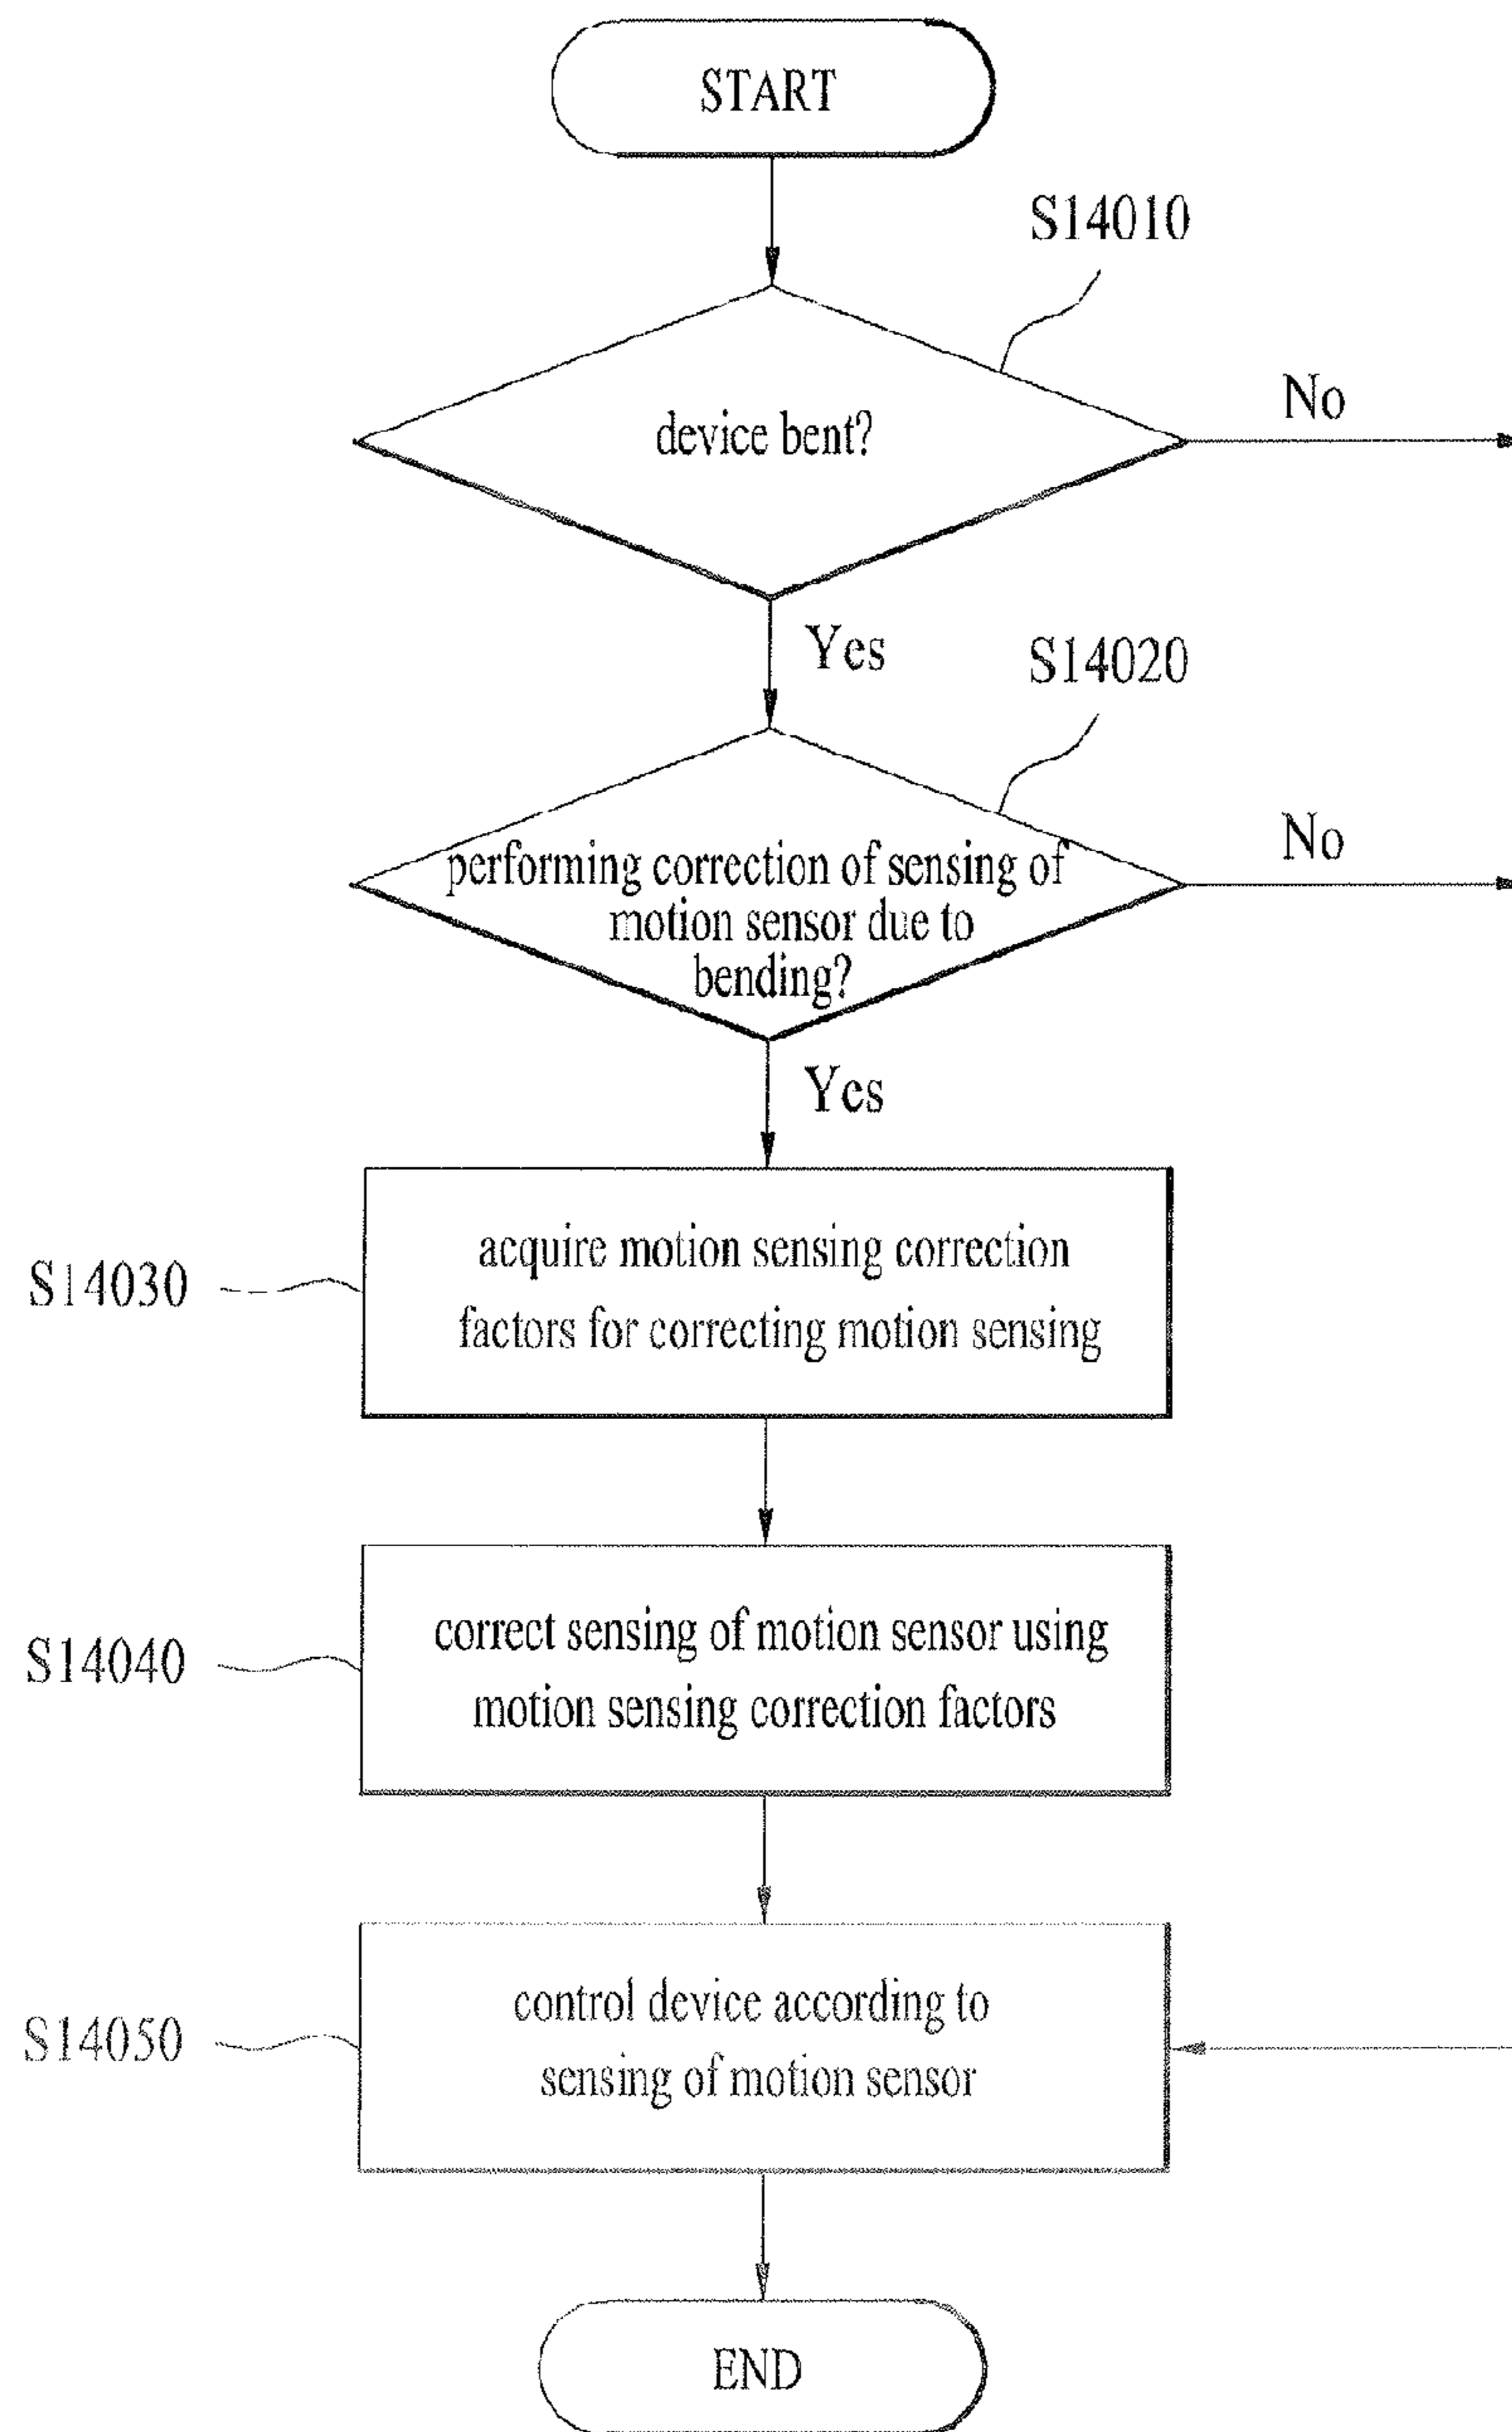 START
S14010
device bent?
No
Yes
S14020
performing correction of sensing of
motion sensor due to
bending?
No
Yes
S14030
acquire motion sensing correction
factors for correcting motion sensing
S14040
correct sensing of motion sensor using
motion sensing correction factors
S14050
control device according to
sensing of motion sensor
END